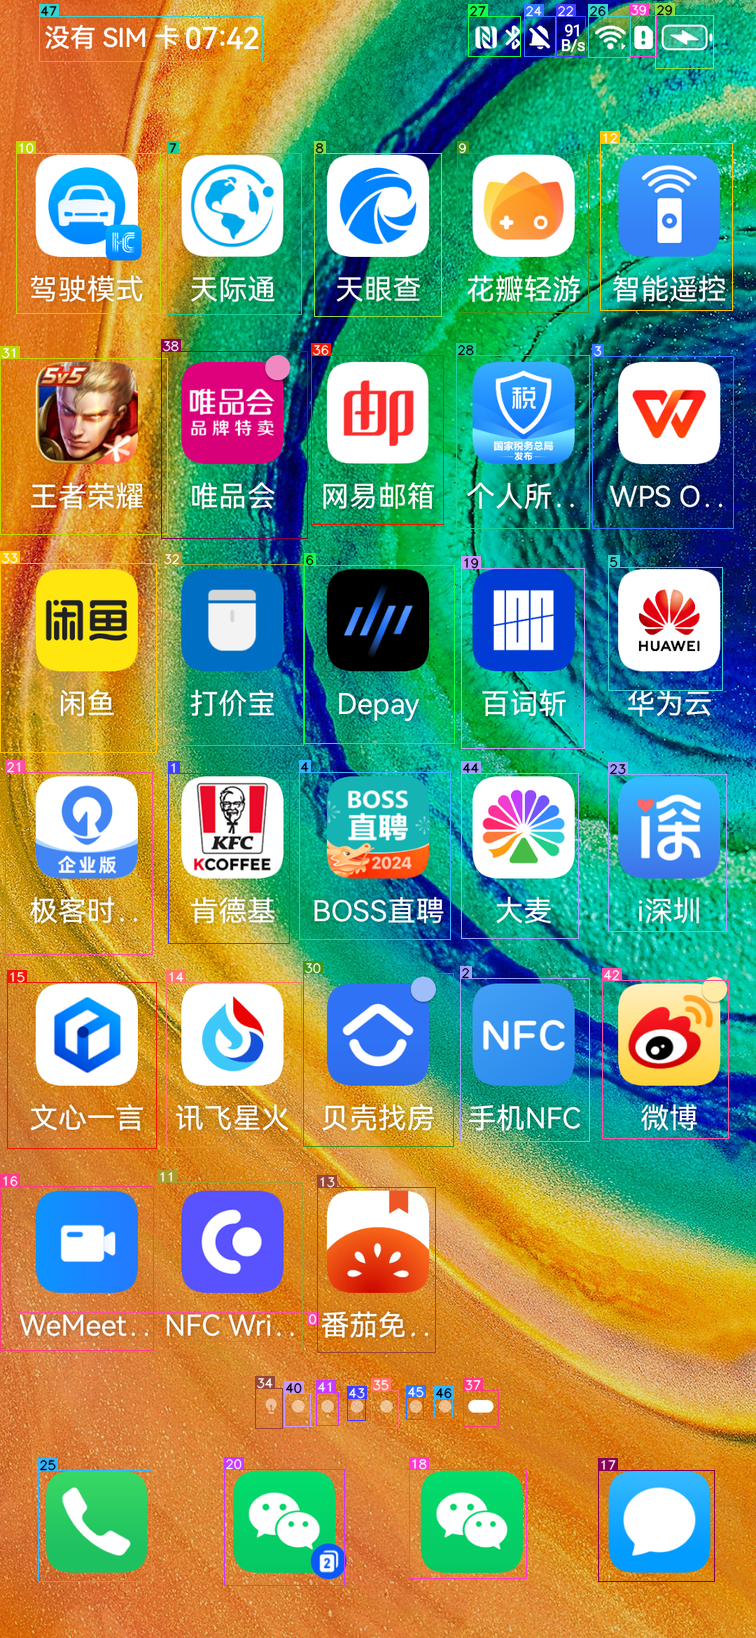 47
没有 SIM 卡 07:42
27
24
22
26
39
29
91
B/s
10
7
8
9
12
驾驶模式
天际通
天眼查
花瓣轻游
智能遥控
31
38
36
28
3
5v5
唯品会
品牌特卖
邮
税
国家税务总局
发布
王者荣耀
唯品会
网易邮箱
个人所..
WPS O..
33
32
6
19
5
闲鱼
100
HUAWEI
闲鱼
打价宝
Depay
百词斩
华为云
21
1
4
44
23
企业版
KFC
KCOFFEE
BOSS
直聘
2024
i深
极客时..
肯德基
BOSS直聘
大麦
i深圳
15
14
30
2
42
NFC
文心一言
讯飞星火
贝壳找房
手机NFC
微博
16
11
13
WeMeet..
NFC Wri..
0
番茄免..
34
40
41
43
35
45
46
37
25
20
18
17
2